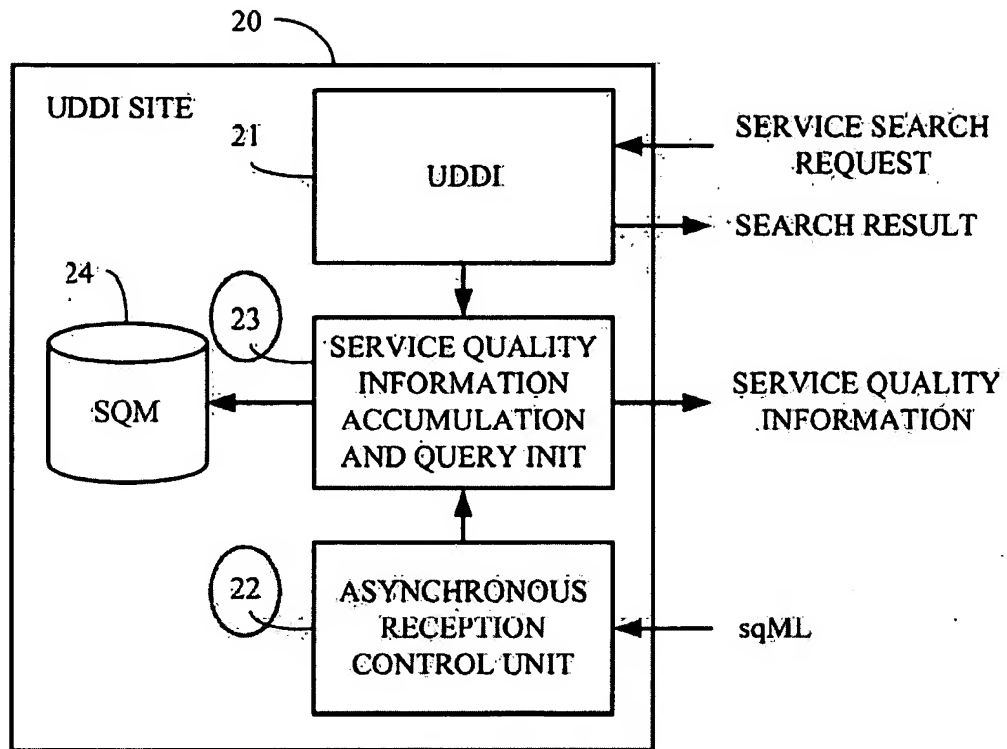 20
UDDI SITE
21
UDDI
SERVICE SEARCH
REQUEST
SEARCH RESULT
24
SQM
23
SERVICE QUALITY
INFORMATION
ACCUMULATION
AND QUERY INIT
SERVICE QUALITY
INFORMATION
22
ASYNCHRONOUS
RECEPTION
CONTROL UNIT
sqML